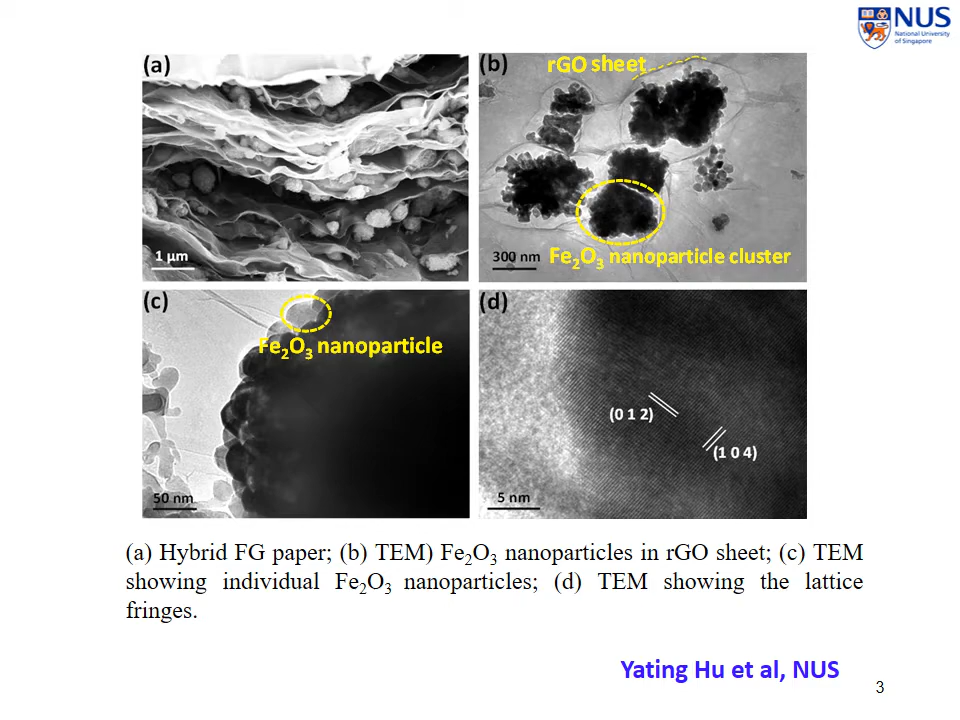 NUS
National University
of Singapore
(a)
(b)
rGO sheet
1 μm
300 nm
Fe₂O₃ nanoparticle cluster
(c)
(d)
Fe₂O₃ nanoparticle
(0 1 2)
(1 0 4)
50 nm
5 nm
(a) Hybrid FG paper; (b) TEM) Fe₂O₃ nanoparticles in rGO sheet; (c) TEM
showing individual Fe₂O₃ nanoparticles; (d) TEM showing the lattice
fringes.
Yating Hu et al, NUS
3